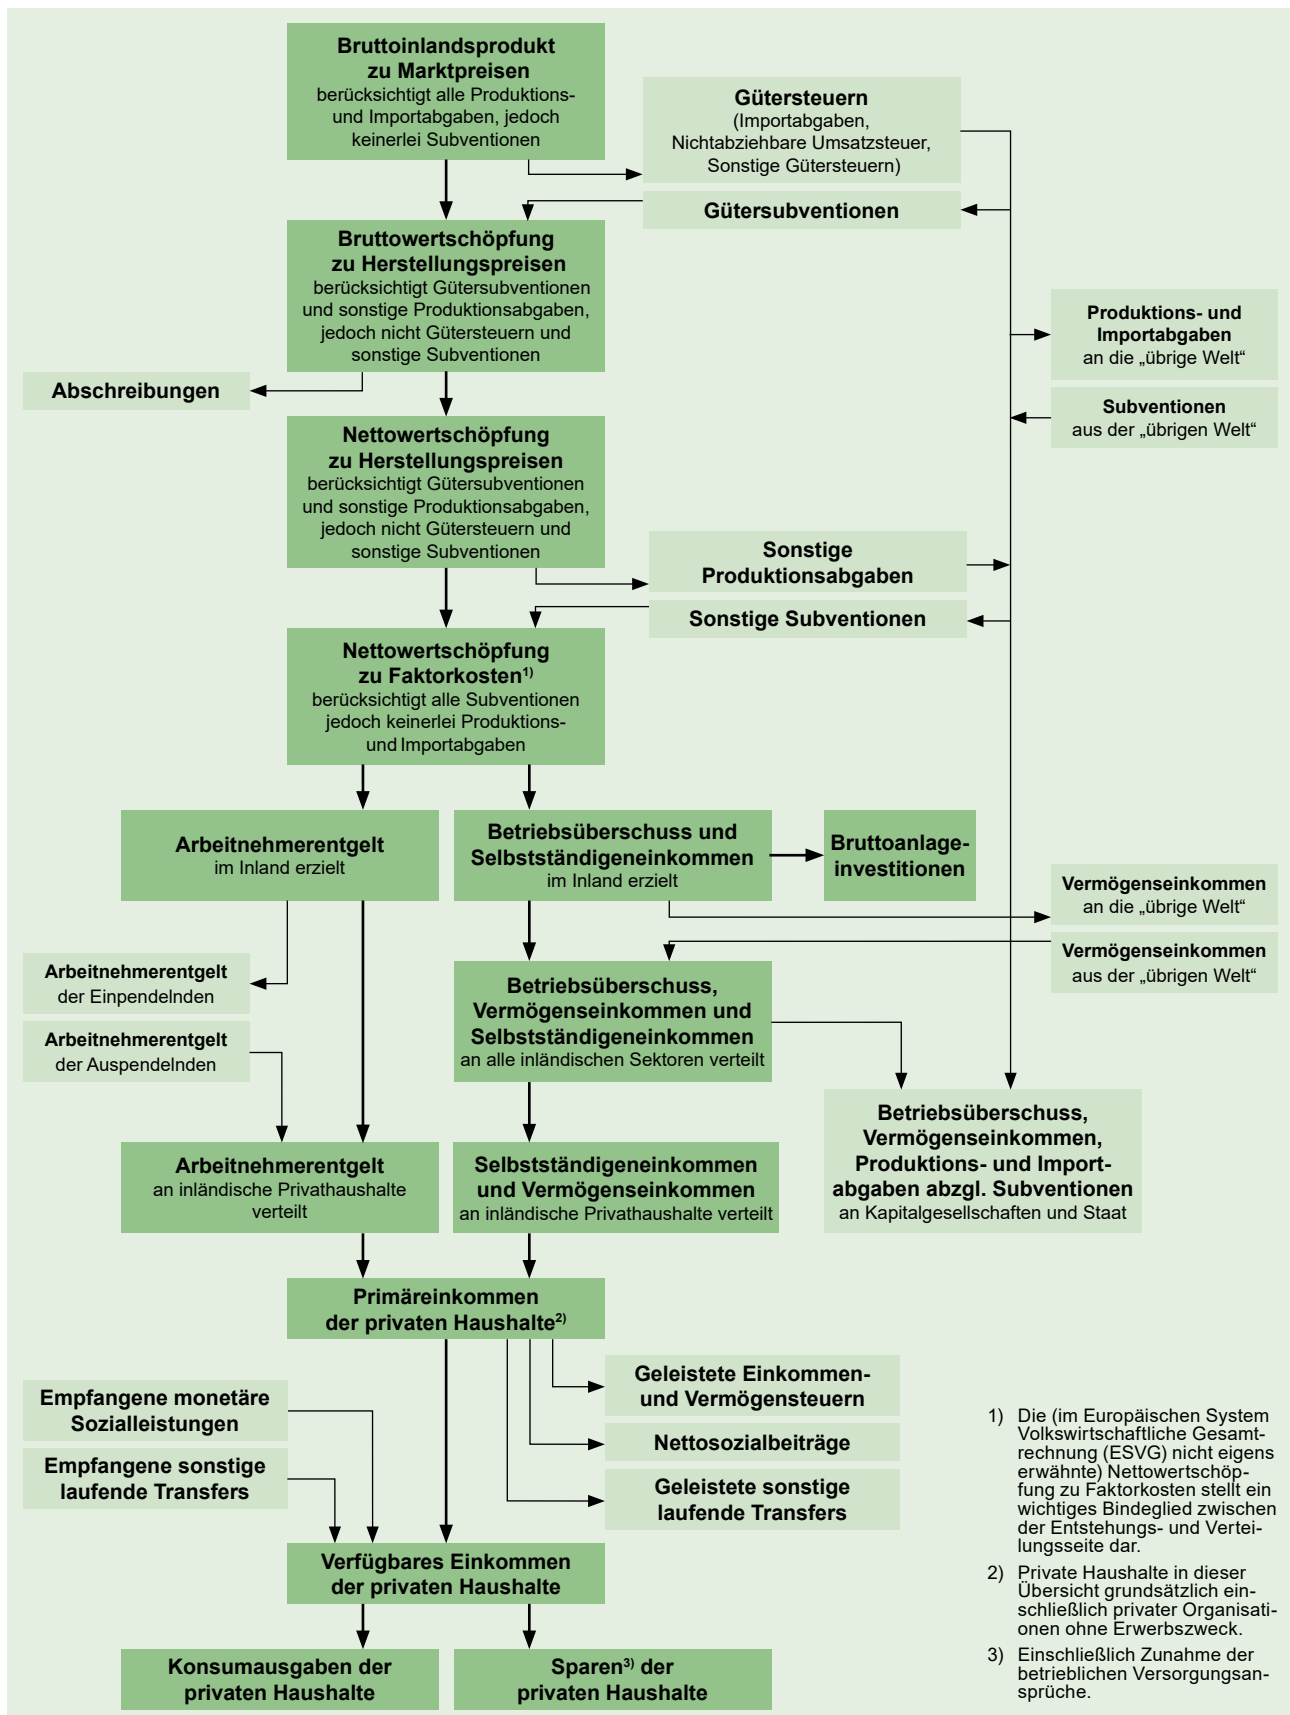 Bruttoinlandsprodukt
zu Marktpreisen
berücksichtigt alle Produktions-
und Importabgaben, jedoch
keinerlei Subventionen
Gütersteuern
(Importabgaben,
Nichtabziehbare Umsatzsteuer,
Sonstige Gütersteuern)
Gütersubventionen
Bruttowertschöpfung
zu Herstellungspreisen
berücksichtigt Gütersubventionen
und sonstige Produktionsabgaben,
jedoch nicht Gütersteuern und
sonstige Subventionen
Produktions- und
Importabgaben
an die „übrige Welt“
Abschreibungen
Subventionen
aus der „übrigen Welt“
Nettowertschöpfung
zu Herstellungspreisen
berücksichtigt Gütersubventionen
und sonstige Produktionsabgaben,
jedoch nicht Gütersteuern und
sonstige Subventionen
Sonstige
Produktionsabgaben
Sonstige Subventionen
Nettowertschöpfung
zu Faktorkosten1)
berücksichtigt alle Subventionen
jedoch keinerlei Produktions-
und Importabgaben
Arbeitnehmerentgelt
im Inland erzielt
Betriebsüberschuss und
Selbstständigeneinkommen
im Inland erzielt
Bruttoanlage-
investitionen
Vermögenseinkommen
an die „übrige Welt“
Vermögenseinkommen
aus der „übrigen Welt“
Arbeitnehmerentgelt
der Einpendelnden
Arbeitnehmerentgelt
der Auspendelnden
Betriebsüberschuss,
Vermögenseinkommen und
Selbstständigeneinkommen
an alle inländischen Sektoren verteilt
Betriebsüberschuss,
Vermögenseinkommen,
Produktions- und Import-
abgaben abzgl. Subventionen
an Kapitalgesellschaften und Staat
Arbeitnehmerentgelt
an inländische Privathaushalte
verteilt
Selbstständigeneinkommen
und Vermögenseinkommen
an inländische Privathaushalte verteilt
Primäreinkommen
der privaten Haushalte2)
Geleistete Einkommen-
und Vermögensteuern
Nettosozialbeiträge
Geleistete sonstige
laufende Transfers
Empfangene monetäre
Sozialleistungen
Empfangene sonstige
laufende Transfers
Verfügbares Einkommen
der privaten Haushalte
Konsumausgaben der
privaten Haushalte
Sparen3) der
privaten Haushalte
1) Die (im Europäischen System
Volkswirtschaftliche Gesamt-
rechnung (ESVG) nicht eigens
erwähnte) Nettowertschöp-
fung zu Faktorkosten stellt ein
wichtiges Bindeglied zwischen
der Entstehungs- und Vertei-
lungsseite dar.
2) Private Haushalte in dieser
Übersicht grundsätzlich ein-
schließlich privater Organisati-
onen ohne Erwerbszweck.
3) Einschließlich Zunahme der
betrieblichen Versorgungsan-
sprüche.